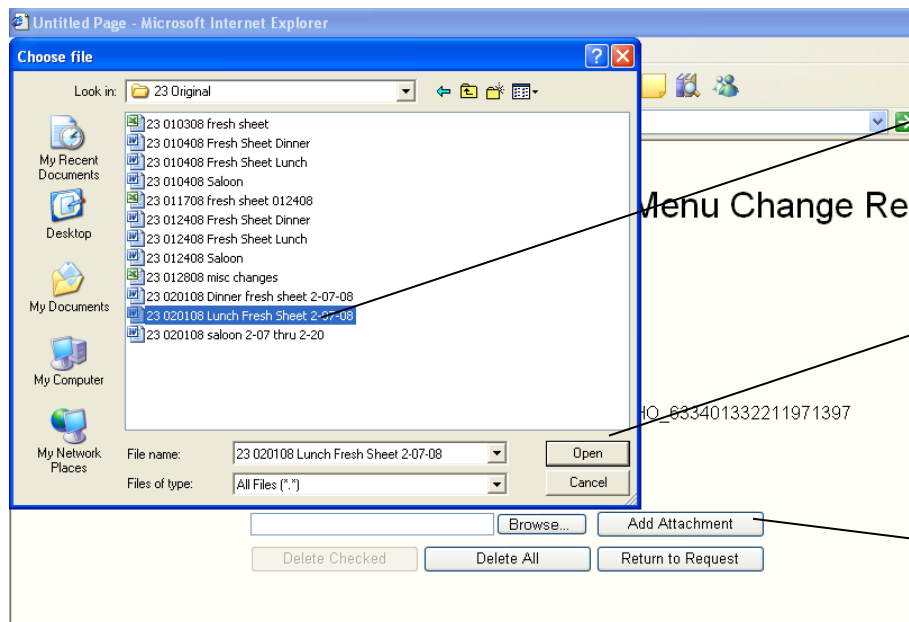 Untitled Page - Microsoft Internet Explorer
Choose file
Look in:
23 Original
My Recent
Documents
Desktop
My Documents
My Computer
My Network
Places
23 010308 fresh sheet
23 010408 Fresh Sheet Dinner
23 010408 Fresh Sheet Lunch
23 010408 Saloon
23 011708 fresh sheet 012408
23 012408 Fresh Sheet Dinner
23 012408 Fresh Sheet Lunch
23 012408 Saloon
23 012808 misc changes
23 020108 Dinner fresh sheet 2-07-08
23 020108 Lunch Fresh Sheet 2-07-08
23 020108 saloon 2-07 thru 2-20
File name:
23 020108 Lunch Fresh Sheet 2-07-08
Open
Files of type:
All Files (*.*)
Cancel
Menu Change Re
HO_633401332211971397
Browse...
Add Attachment
Delete Checked
Delete All
Return to Request